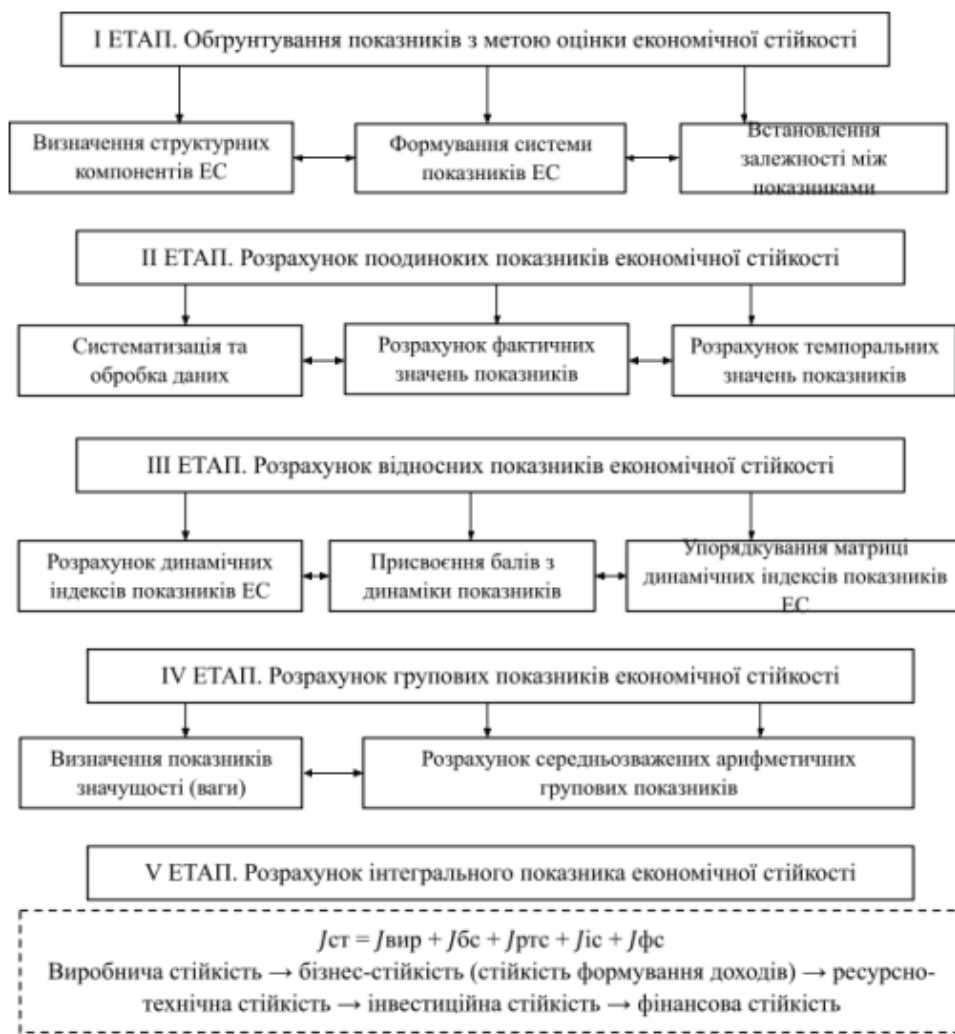 І ЕТАП. Обґрунтування показників з метою оцінки економічної стійкості
Визначення структурних
компонентів ЕС
Формування системи
показників ЕС
Встановлення
залежності між
показниками
ІІ ЕТАП. Розрахунок поодиноких показників економічної стійкості
Систематизація та
обробка даних
Розрахунок фактичних
значень показників
Розрахунок темпоральних
значень показників
ІІІ ЕТАП. Розрахунок відносних показників економічної стійкості
Розрахунок динамічних
індексів показників ЕС
Присвоєння балів з
динаміки показників
Упорядкування матриці
динамічних індексів показників
ЕС
IV ЕТАП. Розрахунок групових показників економічної стійкості
Визначення показників
значущості (ваги)
Розрахунок середньозважених арифметичних
групових показників
V ЕТАП. Розрахунок інтегрального показника економічної стійкості
Jст = Jвир + Jбс + Jртс + Jіс + Jфс
Виробнича стійкість → бізнес-стійкість (стійкість формування доходів) → ресурсно-
технічна стійкість → інвестиційна стійкість → фінансова стійкість